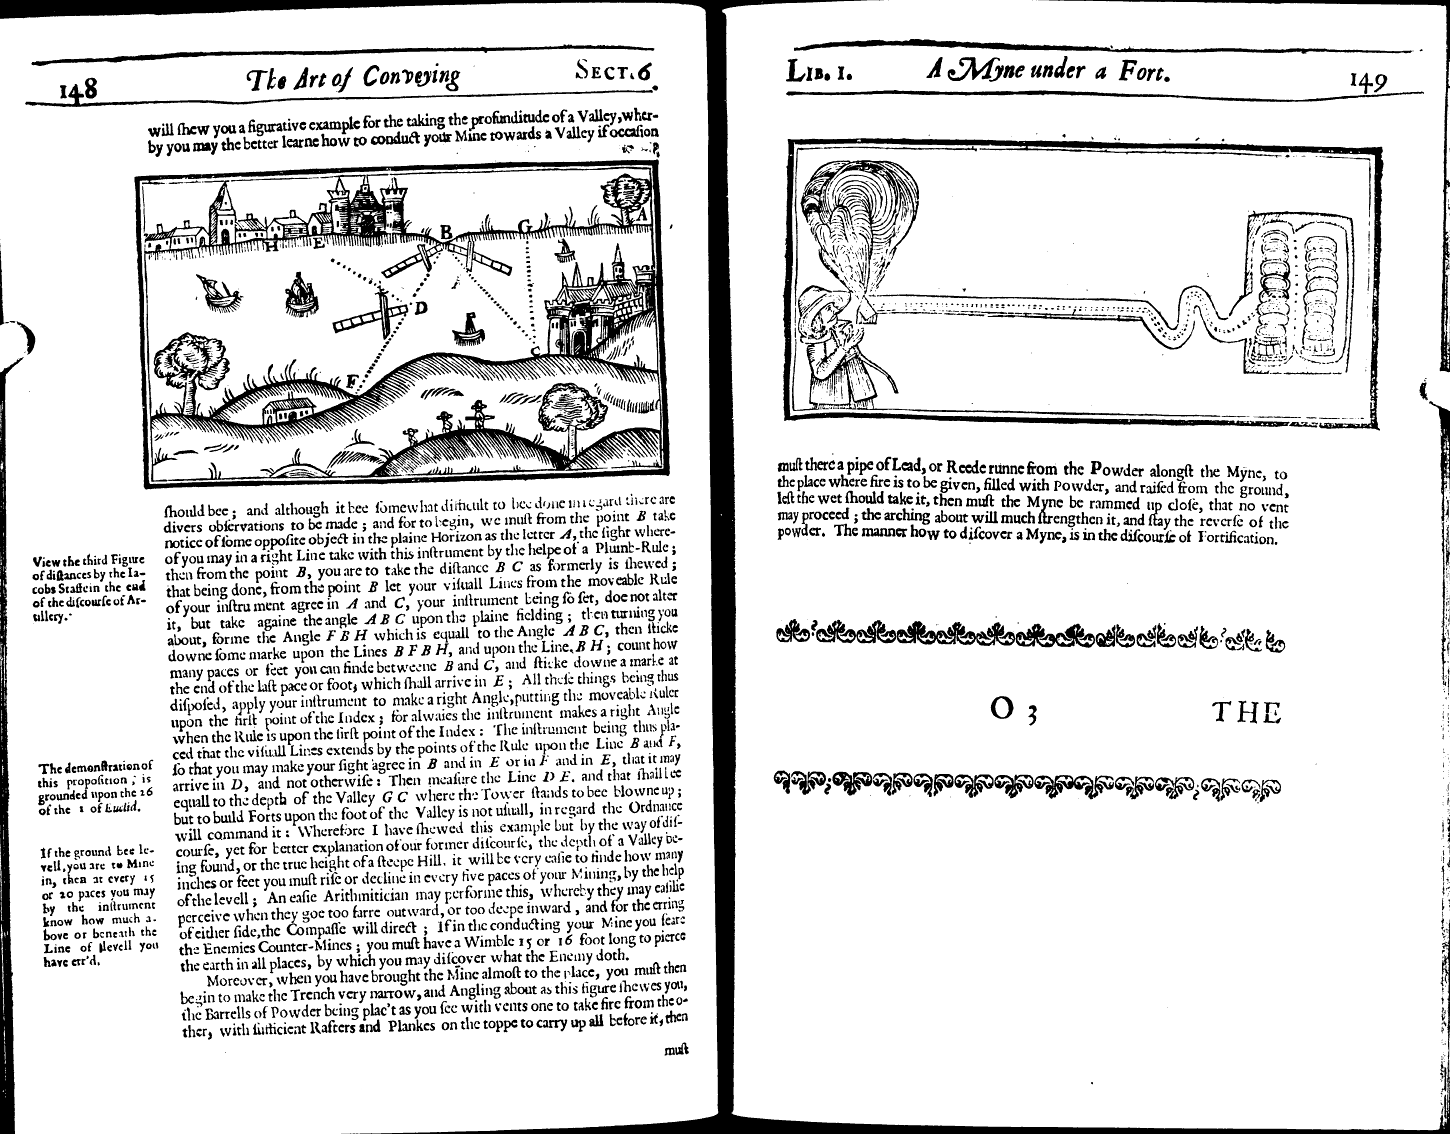 148 The Art of Conveying SECT. 6
will ſhew you a figurative example for the taking the profunditude of a Valley, wher-
by you may the better learne how to conduct your Mine towards a Valley if occaſion
A
B
G
H
E
D
C
F
ſhould bee; and although it bee ſomewhat difficult to bee done in regard there are
divers obſervations to be made; and for to begin, we muſt from the point B take
notice of ſome oppoſite object in the plaine Horizon as the letter A, the ſight where-
of you may in a right Line take with this inſtrument by the helpe of a Plumb-Rule;
then from the point B, you are to take the diſtance B C as formerly is ſhewed;
that being done, from the point B let your viſuall Lines from the moveable Rule
of your inſtrument agree in A and C, your inſtrument being ſo ſet, doe not alter
it, but take againe the angle A B C upon the plaine fielding; then turning you
about, forme the Angle F B H which is equall to the Angle A B C, then ſticke
downe ſome marke upon the Lines B F B H, and upon the Line, B H; count how
many paces or feet you can finde betweene B and C, and ſticke downe a marke at
the end of the laſt pace or foot, which ſhall arrive in E; All theſe things being thus
diſpoſed, apply your inſtrument to make a right Angle, putting the moveable Ruler
upon the firſt point of the Index; for alwaies the inſtrument makes a right Angle
when the Rule is upon the firſt point of the Index: The inſtrument being thus pla-
ced that the viſuall Lines extends by the points of the Rule upon the Line B and F,
ſo that you may make your ſight agree in B and in E or in F and in E, that it may
arrive in D, and not otherwiſe: Then meaſure the Line D E. and that ſhall bee
equall to the depth of the Valley G C where the Tower ſtands to bee blowne up;
but to build Forts upon the foot of the Valley is not uſuall, in regard the Ordnance
will command it: Wherefore I have ſhewed this example but by the way of diſ-
courſe, yet for better explanation of our former diſcourſe, the depth of a Valley be-
ing found, or the true height of a ſteepe Hill, it will be very eaſie to finde how many
inches or feet you muſt riſe or decline in every five paces of your Mining, by the help
of the levell; An eaſie Arithmitician may performe this, whereby they may eaſilie
perceive when they goe too farre outward, or too deepe inward, and for the erring
of either ſide, the Compaſſe will direct; If in the conducting your Mine you feare
the Enemies Counter-Mines; you muſt have a Wimble 15 or 16 foot long to pierce
the earth in all places, by which you may diſcover what the Enemy doth.
Moreover, when you have brought the Mine almoſt to the place, you muſt then
begin to make the Trench very narrow, and Angling about as this figure ſhewes you,
the Barrells of Powder being plac't as you ſee with vents one to take fire from the o-
ther, with ſufficient Rafters and Plankes on the toppe to carry up all before it, then
muſt
View the third Figure
of diſtances by the Ia-
cobs Staffe in the end
of the diſcourſe of Ar-
tillery.
The demonſtration of
this propoſition, is
grounded upon the 26
of the 1 of Euclid.
If the ground bee le-
vell, you are to Mine
in, then at every 15
or 20 paces you may
by the inſtrument
know how much a-
bove or beneath the
Line of Levell you
have err'd.
LIB. I. A Myne under a Fort. 149
muſt there a pipe of Lead, or Reede runne from the Powder alongſt the Myne, to
the place where fire is to be given, filled with Powder, and raiſed from the ground,
leſt the wet ſhould take it, then muſt the Myne be rammed up cloſe, that no vent
may proceed; the arching about will much ſtrengthen it, and ſtay the reverſe of the
powder. The manner how to diſcover a Myne, is in the diſcourſe of Fortification.
O 3 THE